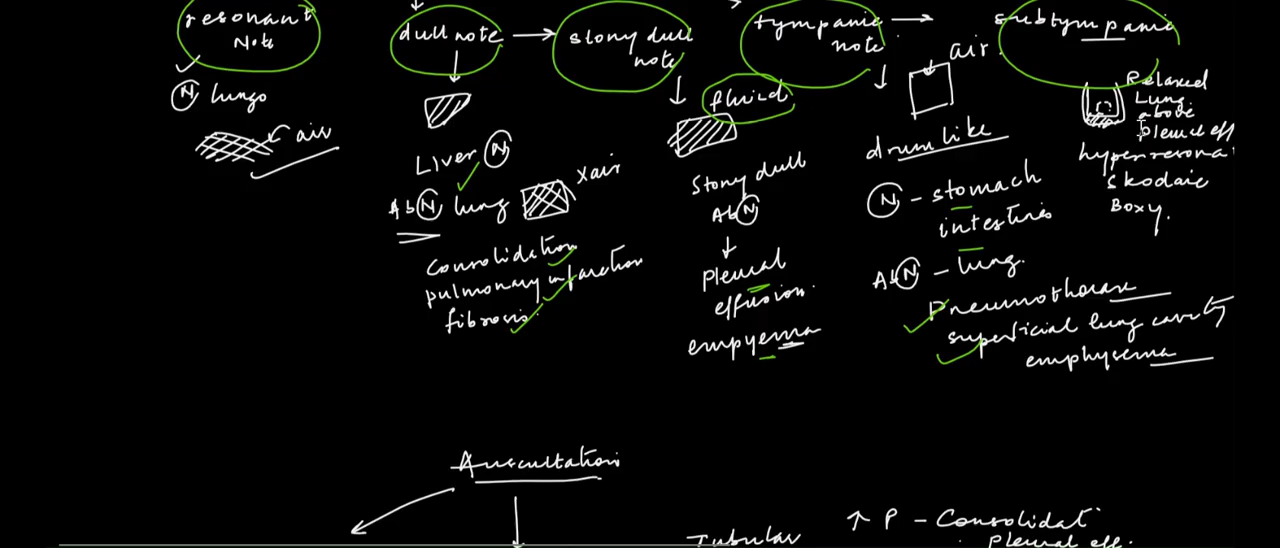 resonant
Note
N lungs
air
dull note
Liver N
AbN lung
x air
Consolidation
pulmonary infarction
fibrosis.
stony dull
note
fluid
Stony dull
AbN
Pleural
effusion.
empyema
tympanic
note
air.
drum like
N - stomach
intestines
AbN - lung.
Pneumothorax
superficial lung cavity
emphysema
subtympanic
Relaxed
Lung
above
pleural eff
hyperresona
skodaic
Boxy.
Auscultation
Tubular
↑ P - Consolidat
Pleural eff.